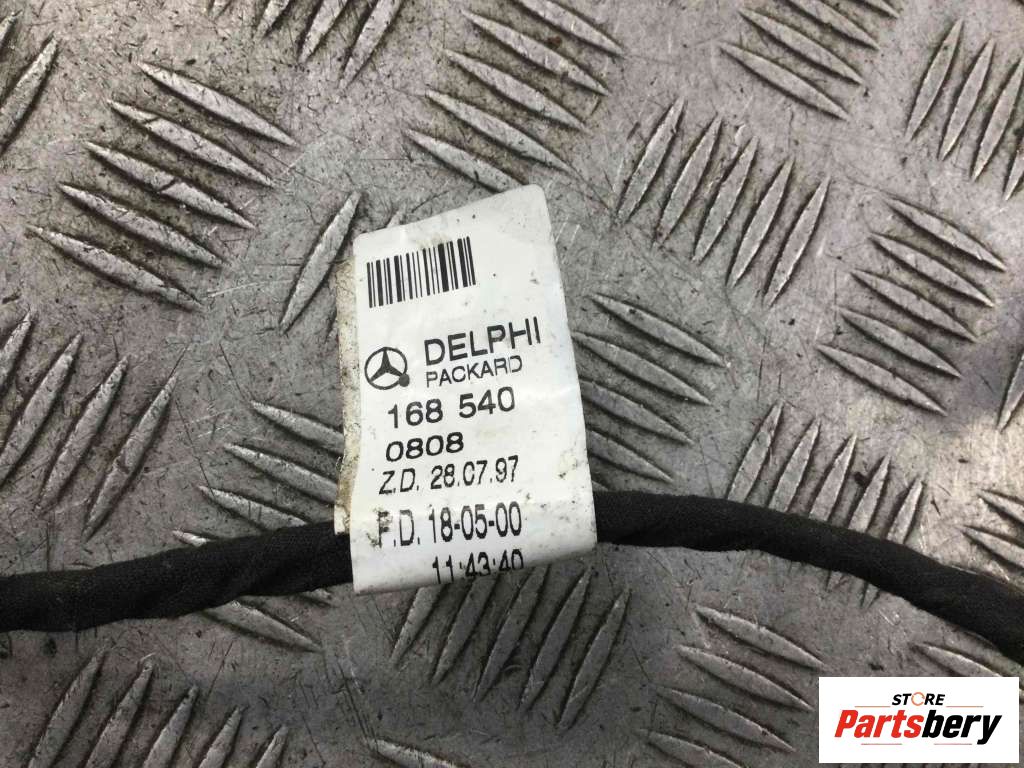 DELPHI
PACKARD
168 540
0808
Z.D. 28.07.97
P.D. 18-05-00
11:43:40
STORE
Partsbery